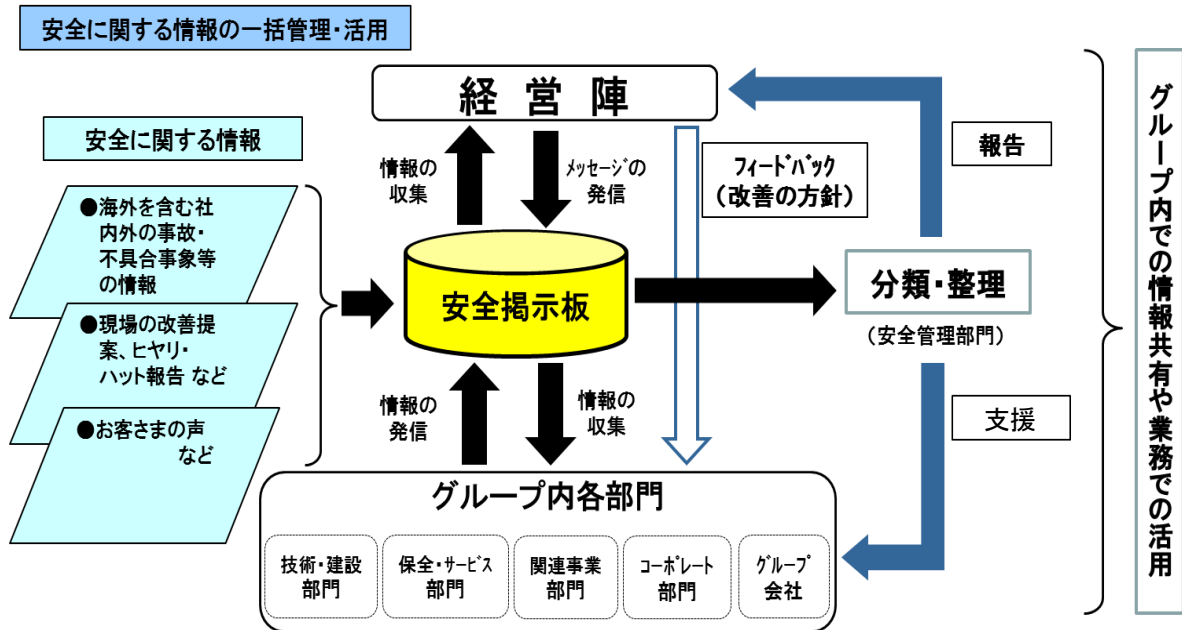 安全に関する情報の一括管理・活用
経 営 陣
安全に関する情報
●海外を含む社
内外の事故・
不具合事象等
の情報
●現場の改善提
案、ヒヤリ・
ハット報告 など
●お客さまの声
など
情報の
収集
メッセージの
発信
フィードバック
(改善の方針)
報告
安全掲示板
分類・整理
(安全管理部門)
情報の
発信
情報の
収集
支援
グループ内各部門
技術・建設
部門
保全・サービス
部門
関連事業
部門
コーポレート
部門
グループ
会社
グループ内での情報共有や業務での活用